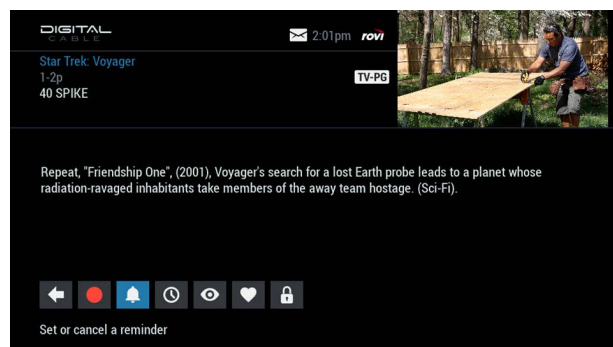 DIGITAL
CABLE
2:01pm rovi
Star Trek: Voyager
1-2p
TV-PG
40 SPIKE
Repeat, "Friendship One", (2001), Voyager's search for a lost Earth probe leads to a planet whose
radiation-ravaged inhabitants take members of the away team hostage. (Sci-Fi).
Set or cancel a reminder